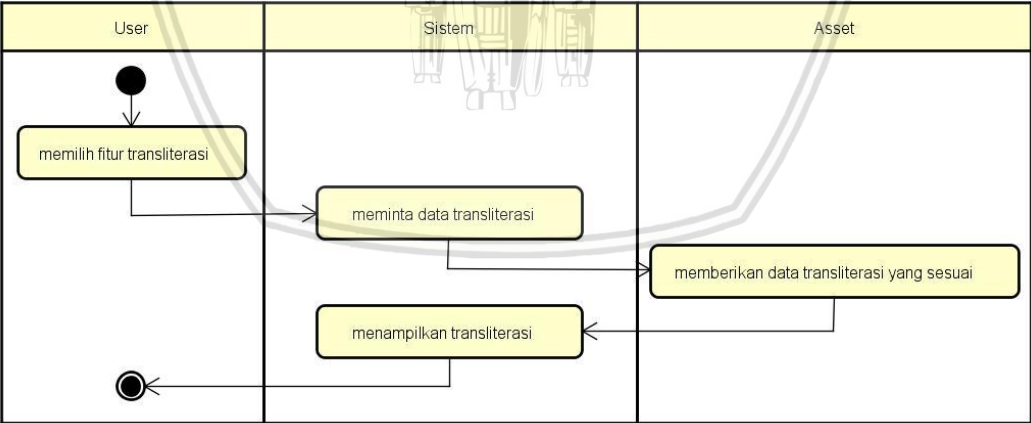 User
Sistem
Asset
memilih fitur transliterasi
meminta data transliterasi
memberikan data transliterasi yang sesuai
menampilkan transliterasi